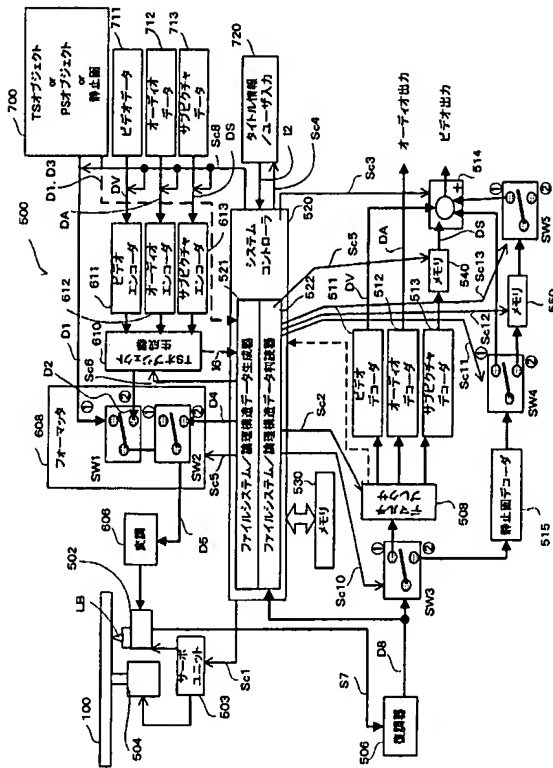 500
700
TSオブジェクト
or
PSオブジェクト
or
静止画
711
ビデオデータ
712
オーディオデータ
713
サブピクチャデータ
720
タイトル情報
/ユーザ入力
D1、D3
DV
DA
DS
Sc8
I2
Sc4
611
ビデオエンコーダ
612
オーディオエンコーダ
613
サブピクチャエンコーダ
610
TSオブジェクト生成器
520
システムコントローラ
521
ファイルシステム/論理構造データ生成器
522
ファイルシステム/論理構造データ判読器
D1
D2
Sc6
I6
D4
Sc5
608
フォーマッタ
①
②
SW1
①
②
SW2
D5
606
変調
502
LB
100
504
503
サーボユニット
Sc1
530
メモリ
Sc2
Sc10
Sc3
Sc5
511
ビデオデコーダ
512
オーディオデコーダ
513
サブピクチャデコーダ
DV
DA
DS
オーディオ出力
ビデオ出力
514
+
540
メモリ
508
デマルチプレクサ
Sc11
Sc12
Sc13
①
②
SW3
①
②
SW4
①
②
SW5
550
メモリ
515
静止画デコーダ
S7
D8
506
復調器